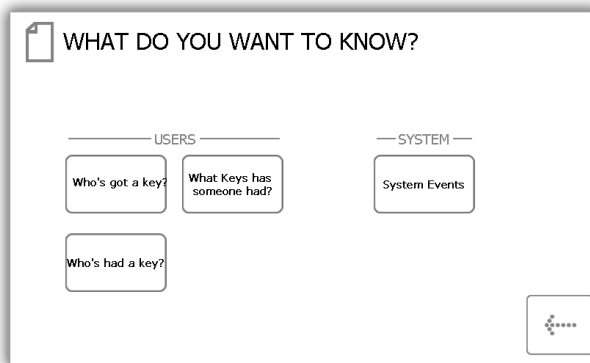 WHAT DO YOU WANT TO KNOW?
USERS
SYSTEM
Who's got a key?
What Keys has
someone had?
System Events
Who's had a key?